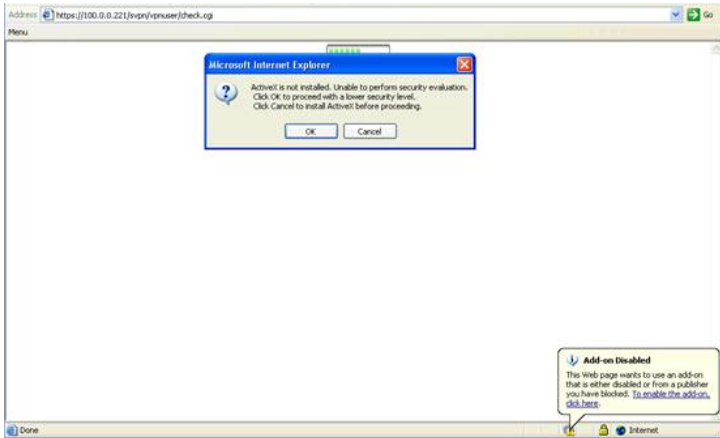 Address https://100.0.0.221/svpn/vpnuser/check.cgi Go
Menu
Microsoft Internet Explorer
ActiveX is not installed. Unable to perform security evaluation.
Click OK to proceed with a lower security level.
Click Cancel to install ActiveX before proceeding.
OK Cancel
Add-on Disabled
This Web page wants to use an add-on
that is either disabled or from a publisher
you have blocked. To enable the add-on,
click here.
Done Internet